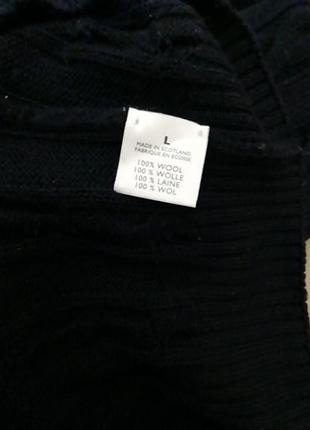 L
MADE IN SCOTLAND
FABRIQUE EN ECOSSE
100% WOOL
100 % WOLLE
100 % LAINE
100 % WOL